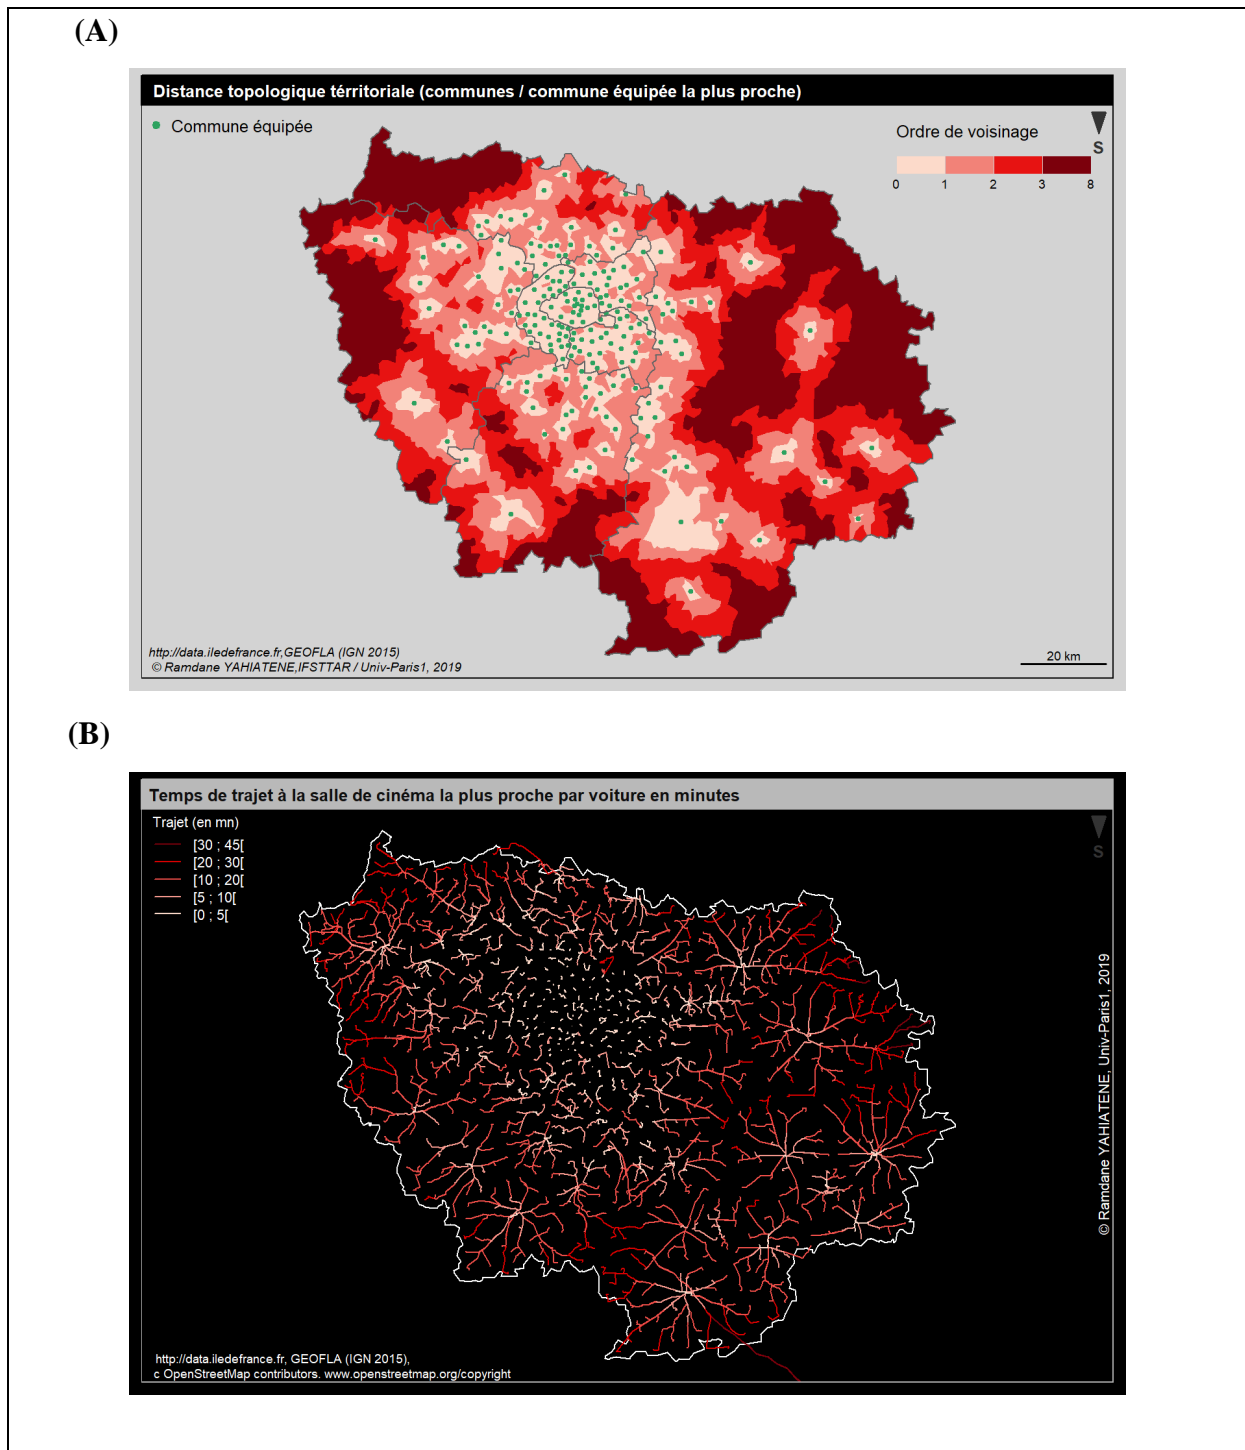 (A)
Distance topologique térritoriale (communes / commune équipée la plus proche)
Commune équipée
Ordre de voisinage
S
0 1 2 3 8
http://data.iledefrance.fr,GEOFLA (IGN 2015)
© Ramdane YAHIATENE,IFSTTAR / Univ-Paris1, 2019
20 km
(B)
Temps de trajet à la salle de cinéma la plus proche par voiture en minutes
Trajet (en mn)
[30 ; 45[
[20 ; 30[
[10 ; 20[
[5 ; 10[
[0 ; 5[
S
© Ramdane YAHIATENE, Univ-Paris1, 2019
http://data.iledefrance.fr, GEOFLA (IGN 2015),
c OpenStreetMap contributors. www.openstreetmap.org/copyright